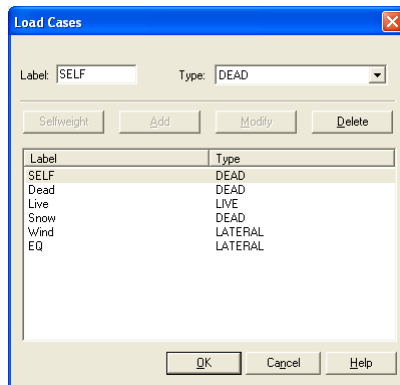 Load Cases
Label: SELF Type: DEAD
Selfweight Add Modify Delete
Label Type
SELF DEAD
Dead DEAD
Live LIVE
Snow DEAD
Wind LATERAL
EQ LATERAL
OK Cancel Help